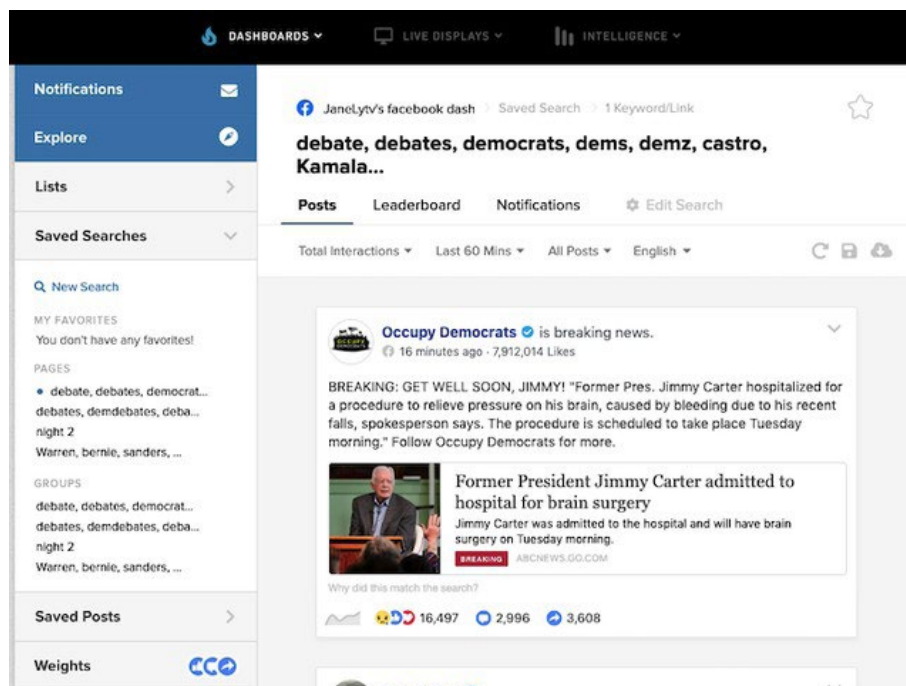 DASHBOARDS
LIVE DISPLAYS
INTELLIGENCE
Notifications
Explore
Lists
Saved Searches
New Search
MY FAVORITES
You don't have any favorites!
PAGES
debate, debates, democrat...
debates, demdebates, deba...
night 2
Warren, bernie, sanders, ...
GROUPS
debate, debates, democrat...
debates, demdebates, deba...
night 2
Warren, bernie, sanders, ...
Saved Posts
Weights
JaneLytv's facebook dash > Saved Search > 1 Keyword/Link
debate, debates, democrats, dems, demz, castro,
Kamala...
Posts Leaderboard Notifications Edit Search
Total Interactions Last 60 Mins All Posts English
Occupy Democrats is breaking news.
16 minutes ago - 7,912,014 Likes
BREAKING: GET WELL SOON, JIMMY! "Former Pres. Jimmy Carter hospitalized for
a procedure to relieve pressure on his brain, caused by bleeding due to his recent
falls, spokesperson says. The procedure is scheduled to take place Tuesday
morning." Follow Occupy Democrats for more.
Former President Jimmy Carter admitted to
hospital for brain surgery
Jimmy Carter was admitted to the hospital and will have brain
surgery on Tuesday morning.
BREAKING ABCNEWS.GO.COM
Why did this match the search?
16,497 2,996 3,608